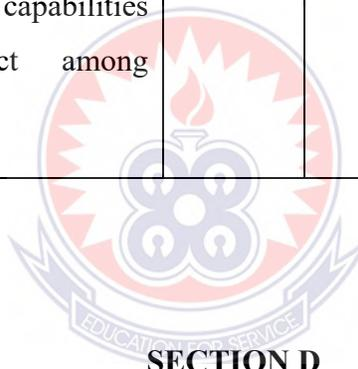 capabilities
ct among
EDUCATION FOR SERVICE
SECTION D